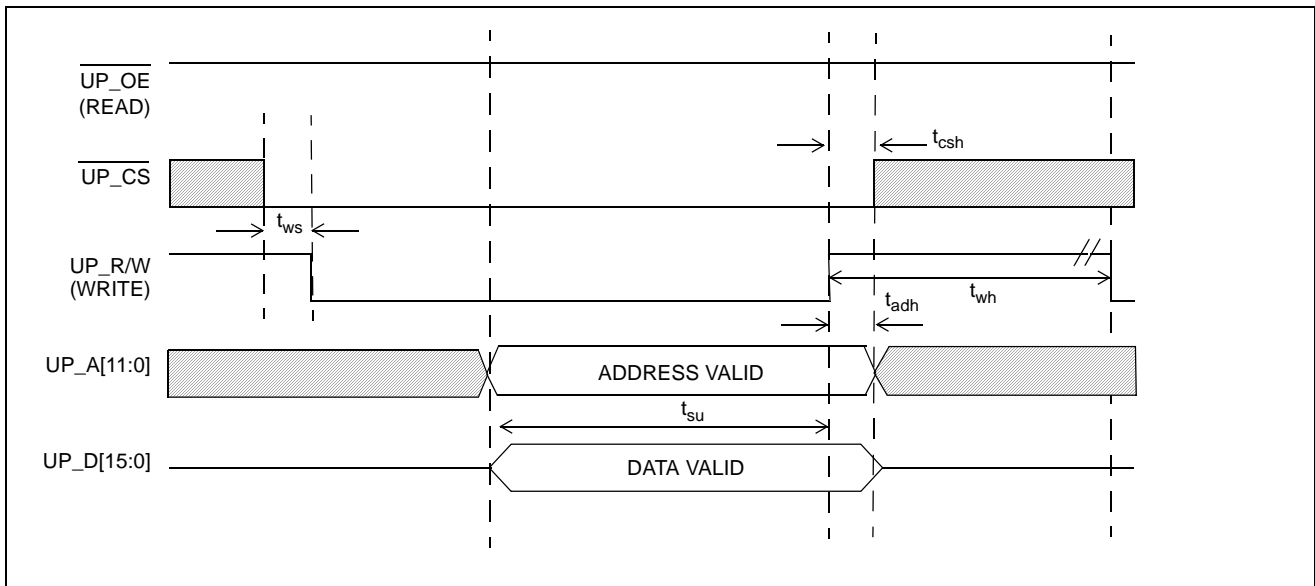 UP_OE
(READ)
t_csh
UP_CS
t_ws
UP_R/W
(WRITE)
t_wh
t_adh
UP_A[11:0]
ADDRESS VALID
t_su
UP_D[15:0]
DATA VALID